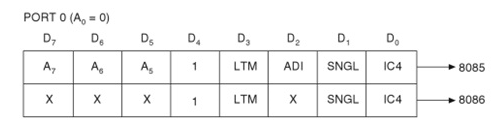 PORT 0 (A₀ = 0)
D₇ D₆ D₅ D₄ D₃ D₂ D₁ D₀
A₇ A₆ A₅ 1 LTM ADI SNGL IC4 8085
X X X 1 LTM X SNGL IC4 8086